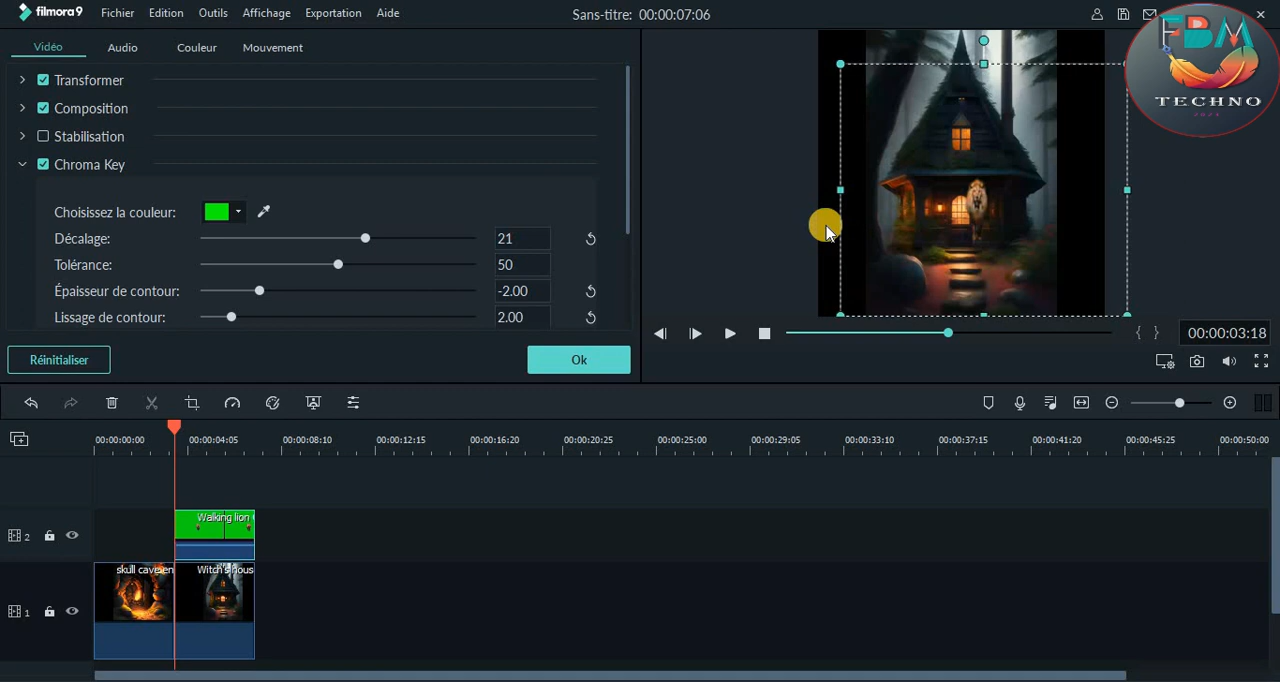 filmora9 Fichier Edition Outils Affichage Exportation Aide Sans-titre: 00:00:07:06
FBM
TECHNO
2021
Vidéo Audio Couleur Mouvement
Transformer
Composition
Stabilisation
Chroma Key
Choisissez la couleur:
Décalage: 21
Tolérance: 50
Épaisseur de contour: -2.00
Lissage de contour: 2.00
Réinitialiser Ok
{ } 00:00:03:18
00:00:00:00 00:00:04:05 00:00:08:10 00:00:12:15 00:00:16:20 00:00:20:25 00:00:25:00 00:00:29:05 00:00:33:10 00:00:37:15 00:00:41:20 00:00:45:25 00:00:50:00
Walking lion
2
skull cave en Witch's hous
1